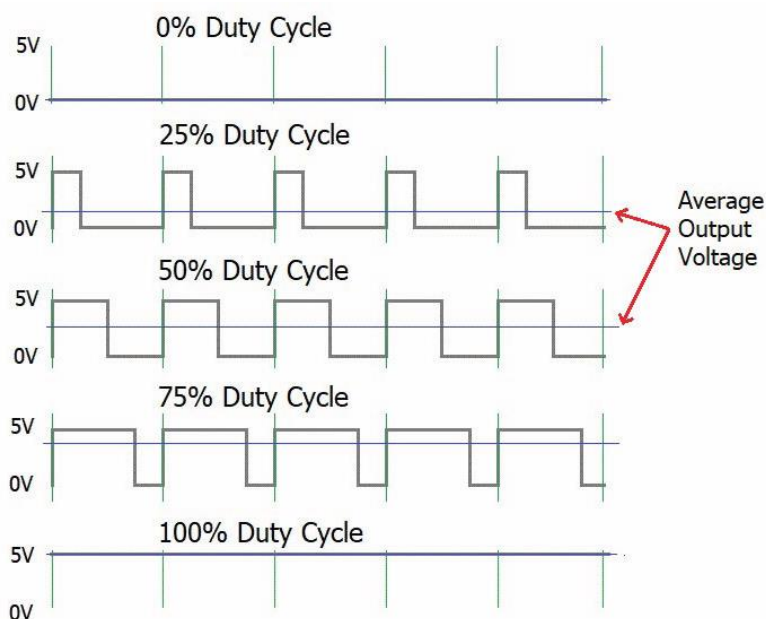 0% Duty Cycle
5V
0V
25% Duty Cycle
5V
0V
Average
Output
Voltage
50% Duty Cycle
5V
0V
75% Duty Cycle
5V
0V
100% Duty Cycle
5V
0V